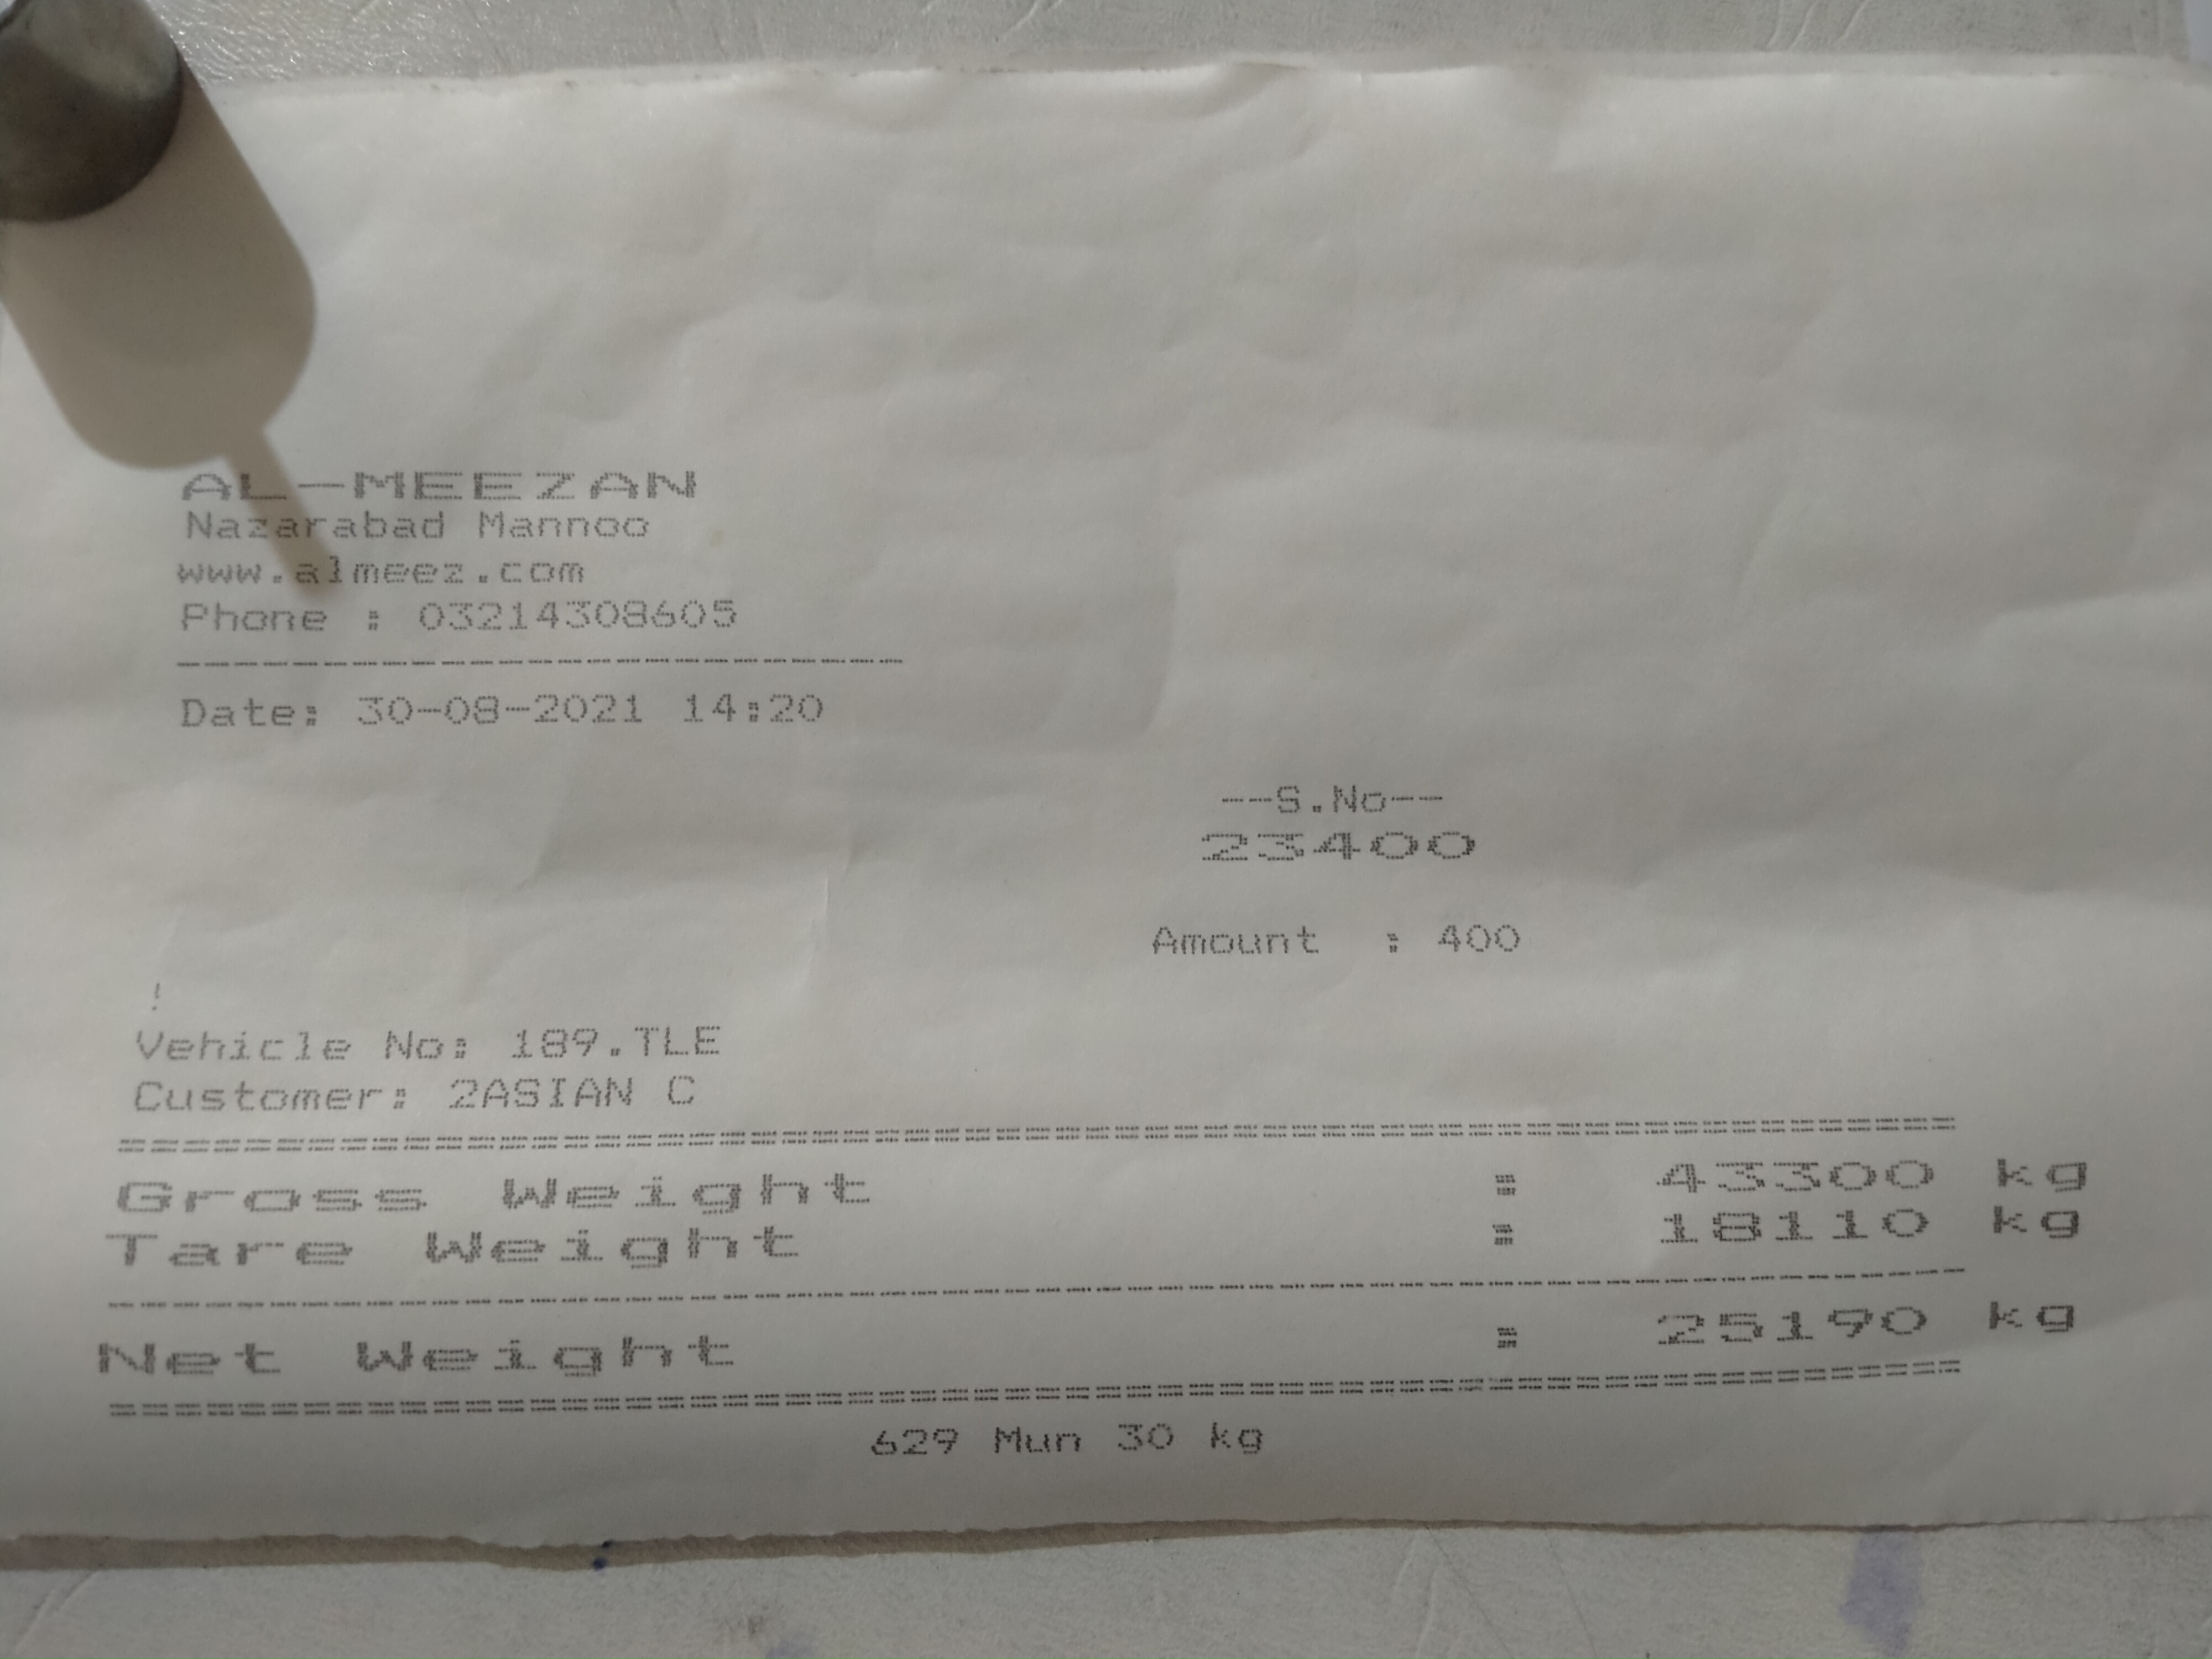 AL-MEEZAN
Nazarabad Mannoo
www.almeez.com
Phone : 03214308605
--------------------------------------------------
Date: 30-08-2021 14:20
--S.No--
23400
Amount : 400
!
Vehicle No: 189.TLE
Customer: 2ASIAN C
================================================================
Gross Weight : 43300 kg
Tare Weight : 18110 kg
----------------------------------------------------------------
Net Weight : 25190 kg
================================================================
629 Mun 30 kg